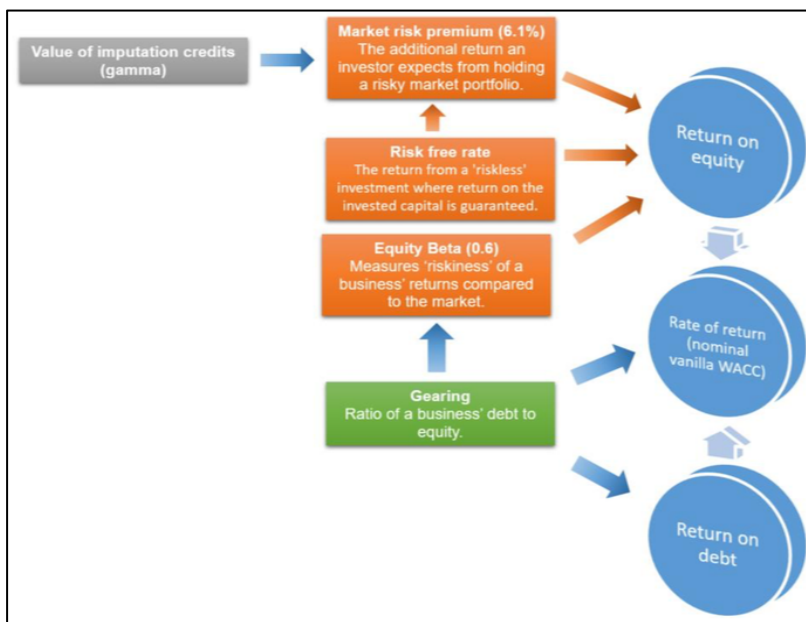 Value of imputation credits
(gamma)
Market risk premium (6.1%)
The additional return an
investor expects from holding
a risky market portfolio.
Risk free rate
The return from a 'riskless'
investment where return on the
invested capital is guaranteed.
Equity Beta (0.6)
Measures ‘riskiness’ of a
business’ returns compared
to the market.
Gearing
Ratio of a business’ debt to
equity.
Return on
equity
Rate of return
(nominal
vanilla WACC)
Return on
debt